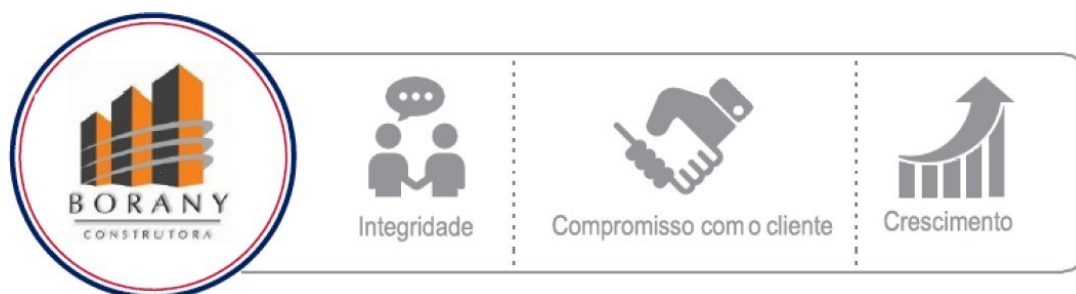 BORANY
CONSTRUTORA
Integridade
Compromisso com o cliente
Crescimento